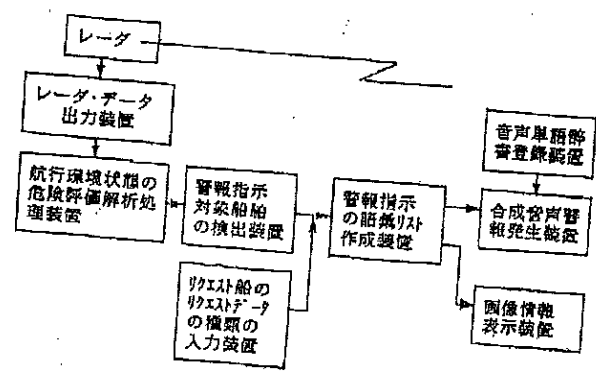 レーダ
レーダ・データ
出力装置
航行環境状態の
危険評価解析処
理装置
警報指示
対象船舶
の検出装置
リクエスト船の
リクエストデータ
の種類の
入力装置
警報指示
の語彙リスト
作成装置
音声単語辞
書登録装置
合成音声警
報発生装置
画像情報
表示装置